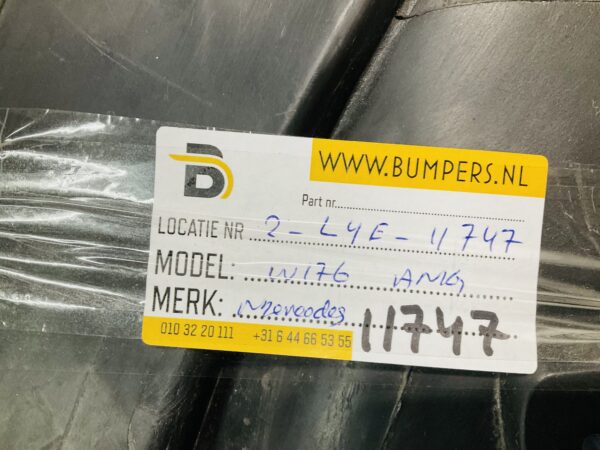 B
WWW.BUMPERS.NL
Part nr
LOCATIE NR 2-L4E-11747
MODEL: W176 AMG
MERK: Mercedes
11747
010 32 20 111 +31 6 44 66 53 55